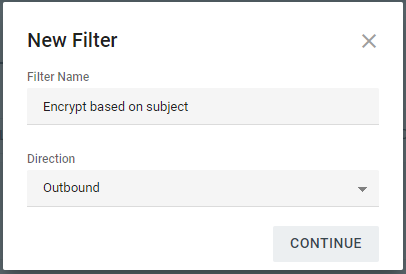 New Filter
Filter Name
Encrypt based on subject
Direction
Outbound
CONTINUE